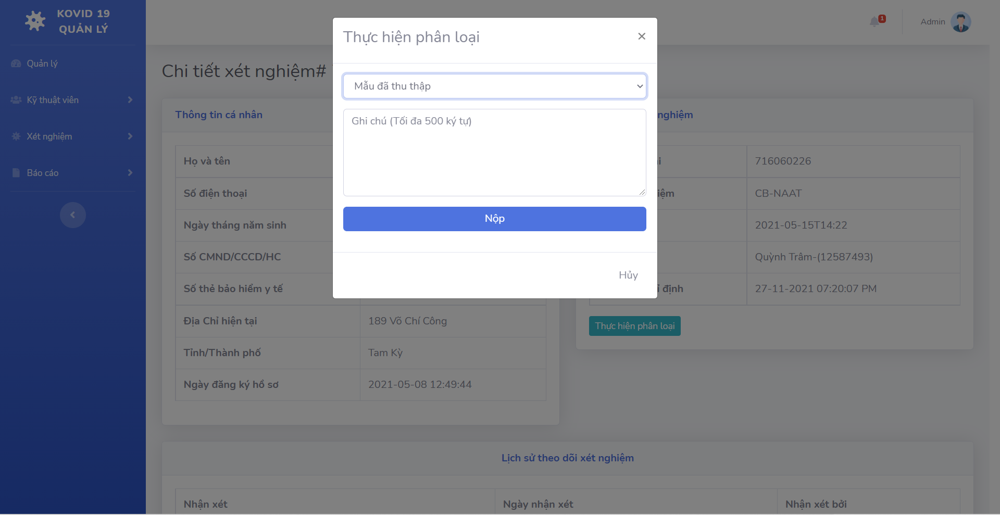 KOVID 19
QUẢN LÝ
Quản lý
Kỹ thuật viên
Xét nghiệm
Báo cáo
1
Admin
Chi tiết xét nghiệm#
Thực hiện phân loại
×
Mẫu đã thu thập
Ghi chú (Tối đa 500 ký tự)
Nộp
Hủy
Thông tin cá nhân
Họ và tên
Số điện thoại
Ngày tháng năm sinh
Số CMND/CCCD/HC
Số thẻ bảo hiểm y tế
Địa Chỉ hiện tại
189 Võ Chí Công
Tỉnh/Thành phố
Tam Kỳ
Ngày đăng ký hồ sơ
2021-05-08 12:49:44
nghiệm
716060226
CB-NAAT
2021-05-15T14:22
Quỳnh Trâm-(12587493)
định
27-11-2021 07:20:07 PM
Thực hiện phân loại
Lịch sử theo dõi xét nghiệm
Nhận xét
Ngày nhận xét
Nhận xét bởi